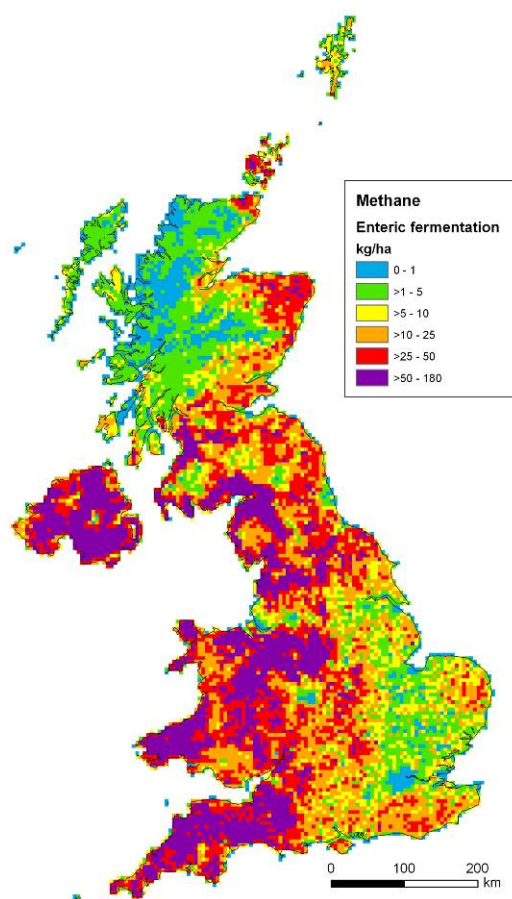 Methane
Enteric fermentation
kg/ha
0 - 1
>1 - 5
>5 - 10
>10 - 25
>25 - 50
>50 - 180
0 100 200
km